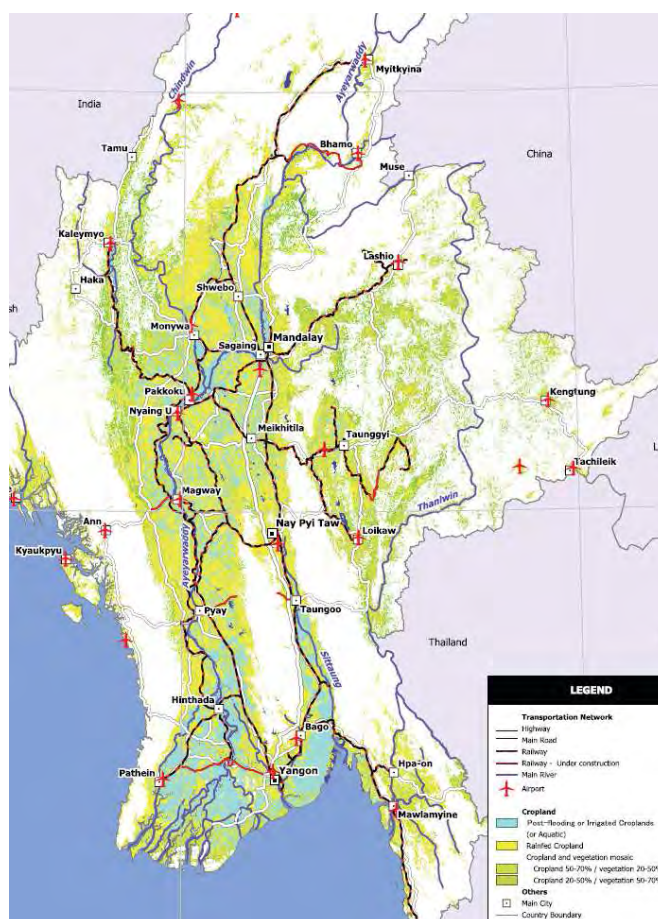 Chindwin
Ayeyarwaddy
Myitkyina
India
Bhamo
China
Tamu
Muse
Kaleymyo
Lashio
Haka
Shwebo
Monywa
Sagaing
Mandalay
Pakkoku
Nyaing U
Kengtung
Meikhitila
Taunggyi
Tachileik
Magway
Thanlwin
Ann
Nay Pyi Taw
Loikaw
Kyaukpyu
Ayeyarwaddy
Pyay
Taungoo
Thailand
Sittaung
Hinthada
Bago
Pathein
Yangon
Hpa-on
Mawlamyine
LEGEND
Transportation Network
Highway
Main Road
Railway
Railway - Under construction
Main River
Airport
Cropland
Post-flooding or Irrigated Croplands
(or Aquatic)
Rainfed Cropland
Cropland and vegetation mosaic
Cropland 50-70% / vegetation 20-50%
Cropland 20-50% / vegetation 50-70%
Others
Main City
Country Boundary